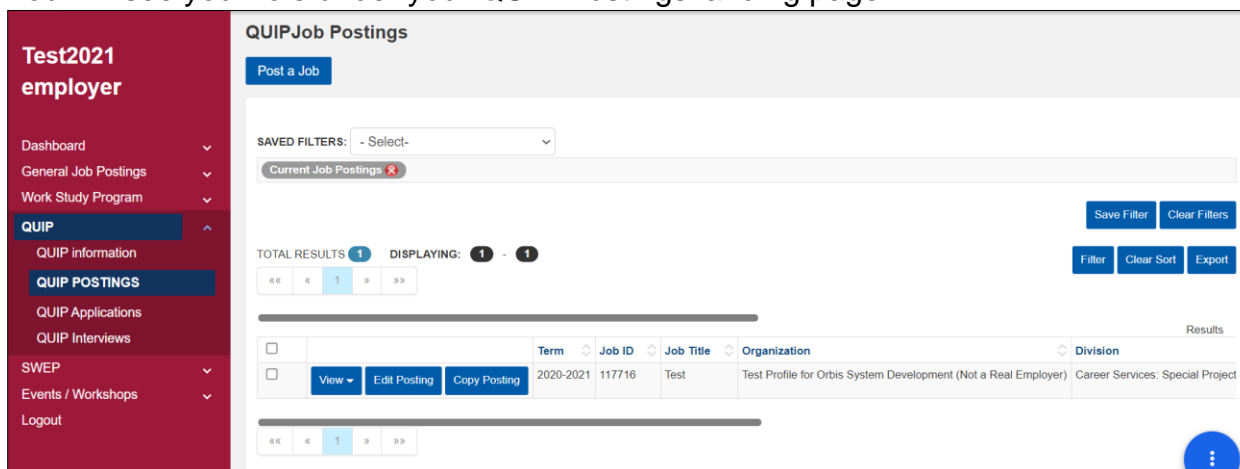 QUIPJob Postings
Test2021
employer
Post a Job
Dashboard
General Job Postings
Work Study Program
QUIP
QUIP information
QUIP POSTINGS
QUIP Applications
QUIP Interviews
SWEP
Events / Workshops
Logout
SAVED FILTERS: - Select-
Current Job Postings
Save Filter Clear Filters
TOTAL RESULTS 1 DISPLAYING: 1 - 1
Filter Clear Sort Export
«« « 1 » »»
Results
Term Job ID Job Title Organization Division
View Edit Posting Copy Posting 2020-2021 117716 Test Test Profile for Orbis System Development (Not a Real Employer) Career Services: Special Project
«« « 1 » »»